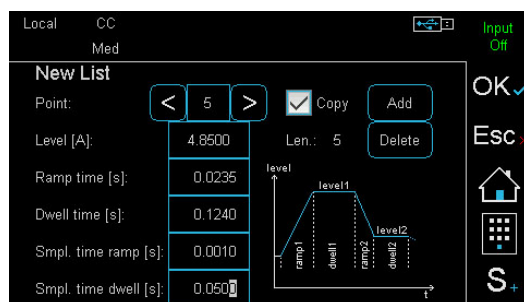 Local CC
Med
Input
Off
New List
Point: < 5 > Copy Add
Level [A]: 4.8500 Len.: 5 Delete
Ramp time [s]: 0.0235
Dwell time [s]: 0.1240
Smpl. time ramp [s]: 0.0010
Smpl. time dwell [s]: 0.0500
level
level1
level2
ramp1
dwell1
ramp2
dwell2
t
OK
Esc
S+